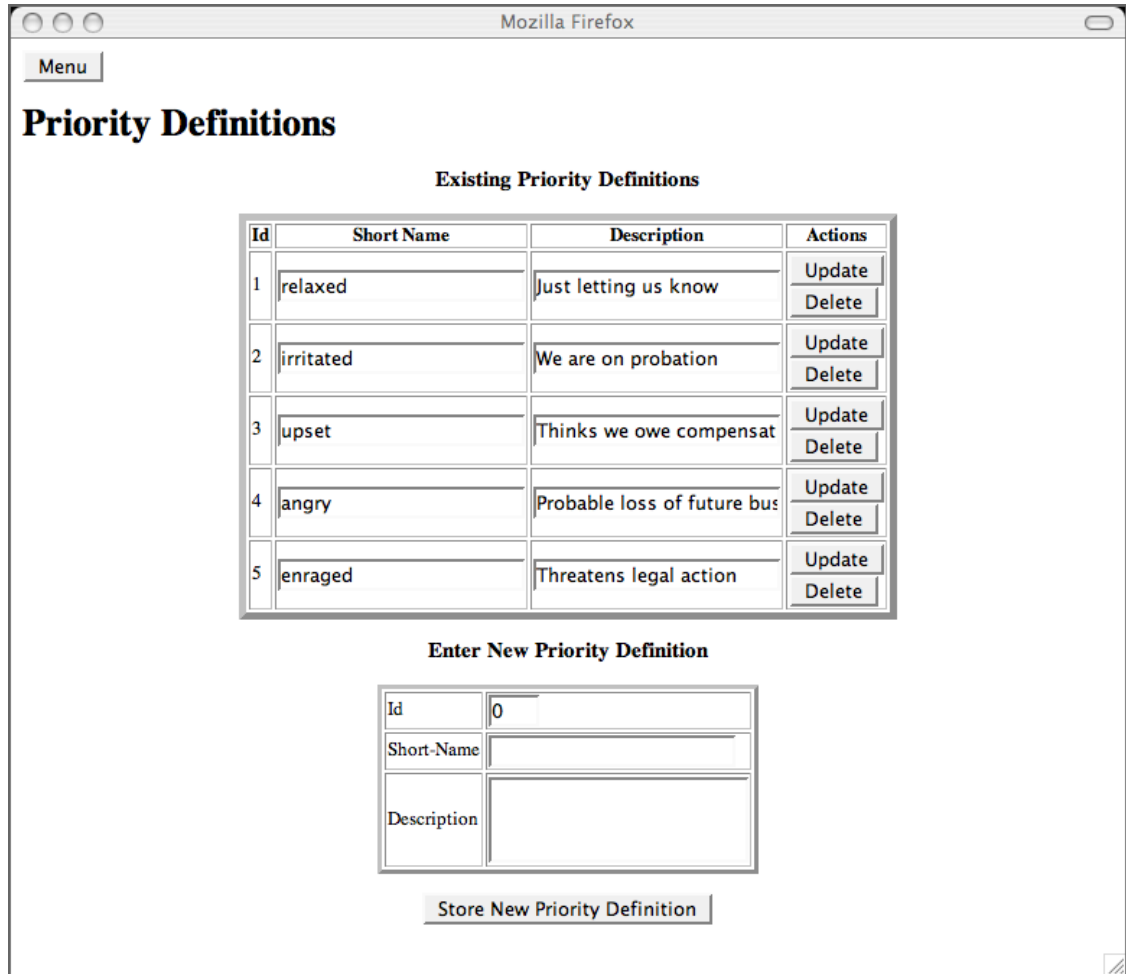 Mozilla Firefox
Menu
Priority Definitions
Existing Priority Definitions
Id Short Name Description Actions
1 relaxed Just letting us know Update
Delete
2 irritated We are on probation Update
Delete
3 upset Thinks we owe compensat Update
Delete
4 angry Probable loss of future bus Update
Delete
5 enraged Threatens legal action Update
Delete
Enter New Priority Definition
Id 0
Short-Name
Description
Store New Priority Definition